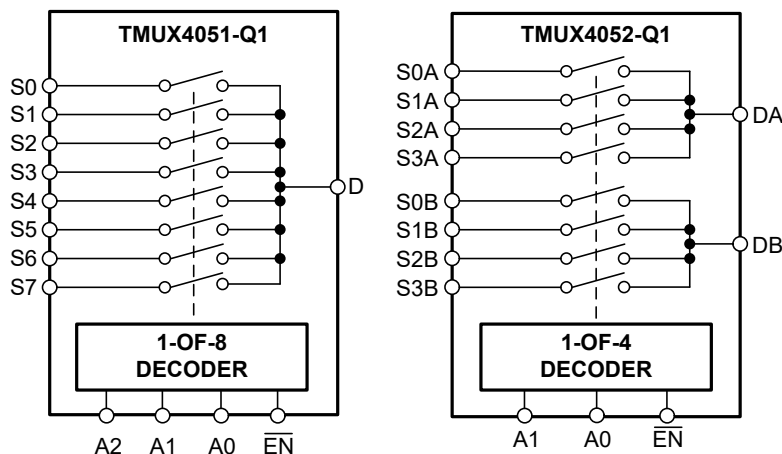 TMUX4051-Q1
S0
S1
S2
S3
S4
S5
S6
S7
D
1-OF-8
DECODER
A2 A1 A0 EN
TMUX4052-Q1
S0A
S1A
S2A
S3A
DA
S0B
S1B
S2B
S3B
DB
1-OF-4
DECODER
A1 A0 EN